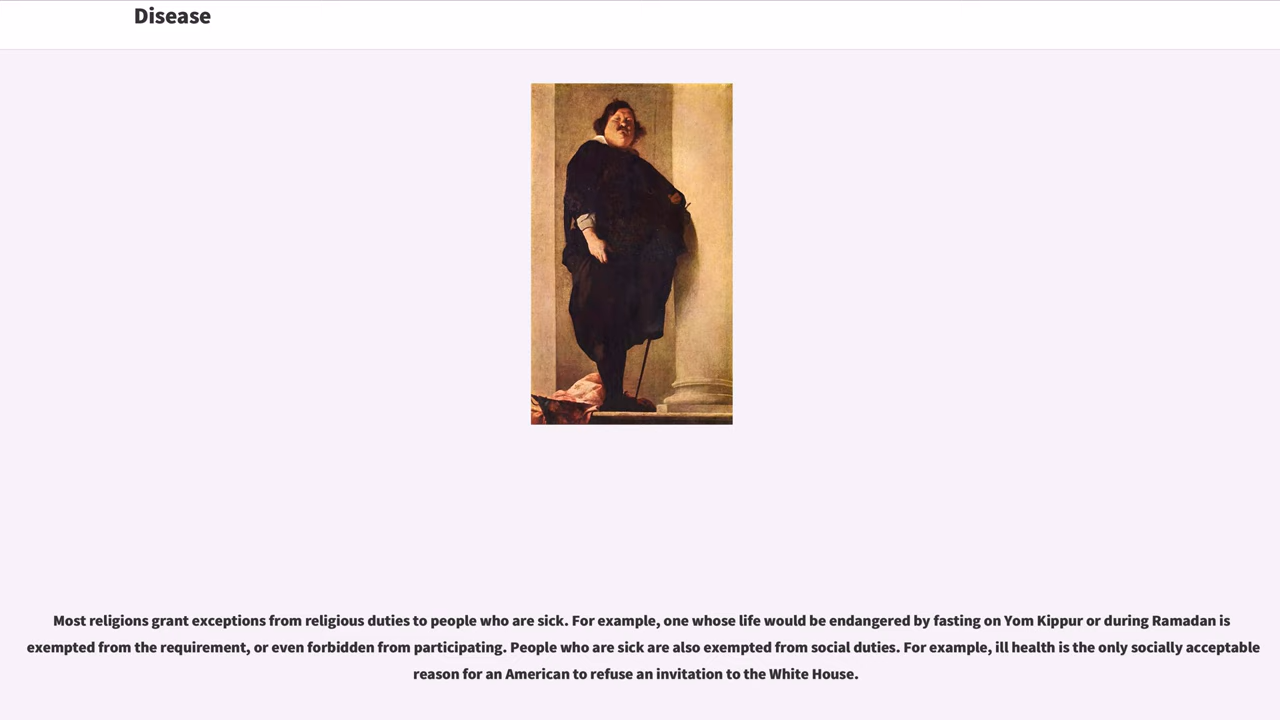 Disease
Most religions grant exceptions from religious duties to people who are sick. For example, one whose life would be endangered by fasting on Yom Kippur or during Ramadan is
exempted from the requirement, or even forbidden from participating. People who are sick are also exempted from social duties. For example, ill health is the only socially acceptable
reason for an American to refuse an invitation to the White House.